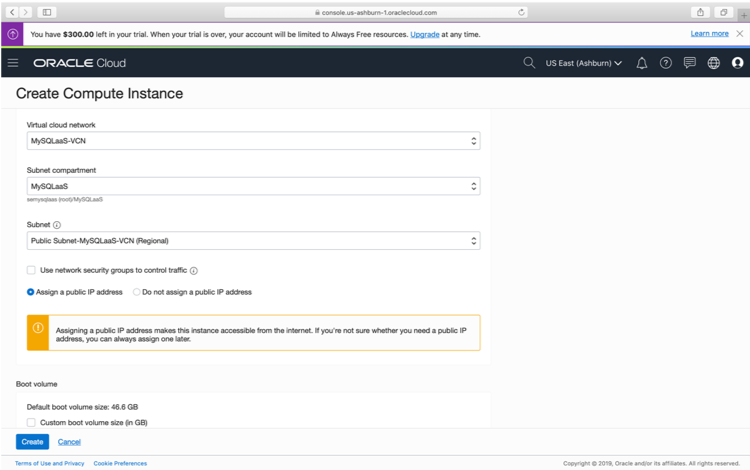 console.us-ashburn-1.oraclecloud.com
You have $300.00 left in your trial. When your trial is over, your account will be limited to Always Free resources. Upgrade at any time.
Learn more
ORACLE Cloud
US East (Ashburn)
Create Compute Instance
Virtual cloud network
MySQLaaS-VCN
Subnet compartment
MySQLaaS
semysqlaas (root)/MySQLaaS
Subnet
Public Subnet-MySQLaaS-VCN (Regional)
Use network security groups to control traffic
Assign a public IP address
Do not assign a public IP address
Assigning a public IP address makes this instance accessible from the internet. If you're not sure whether you need a public IP
address, you can always assign one later.
Boot volume
Default boot volume size: 46.6 GB
Custom boot volume size (in GB)
Create
Cancel
Terms of Use and Privacy
Cookie Preferences
Copyright © 2019, Oracle and/or its affiliates. All rights reserved.